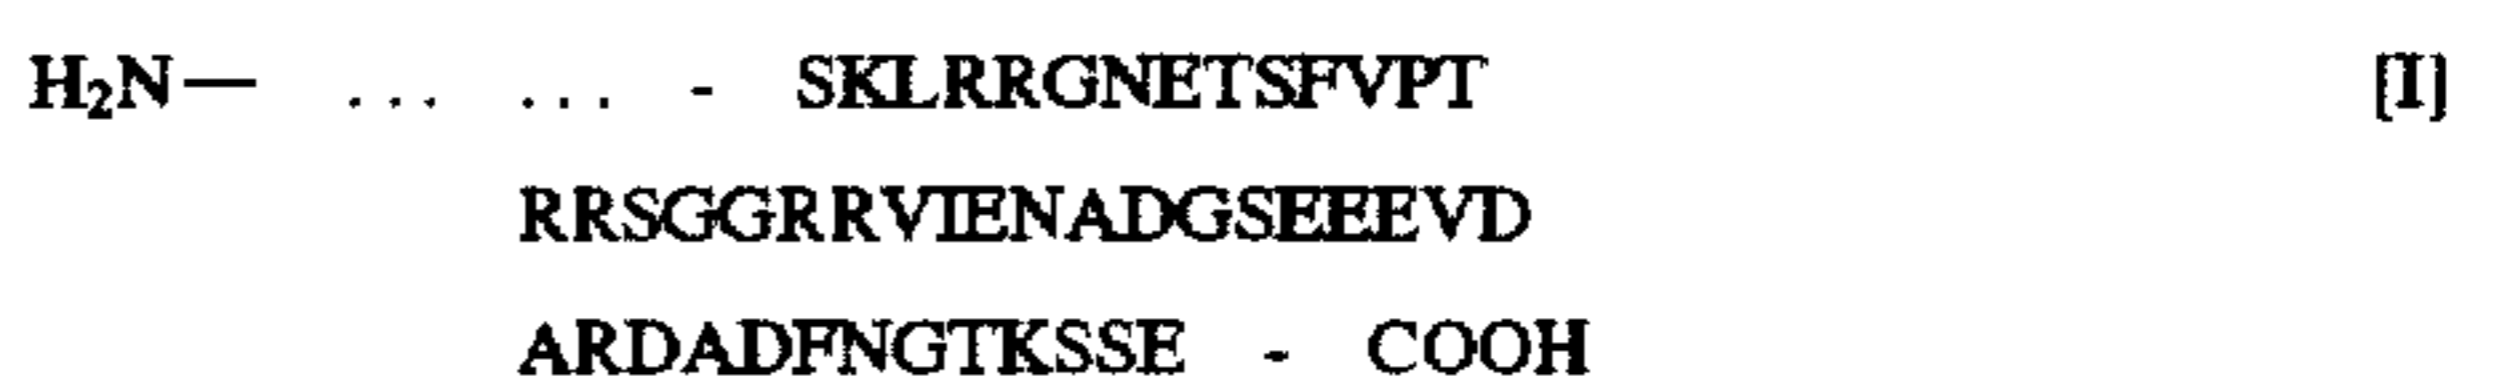 H₂N— ... ... - SKLRRGNETSFVPT [I]
RRSGGRRVIENADGSEEEVD
ARDADFNGTKSSE - COOH